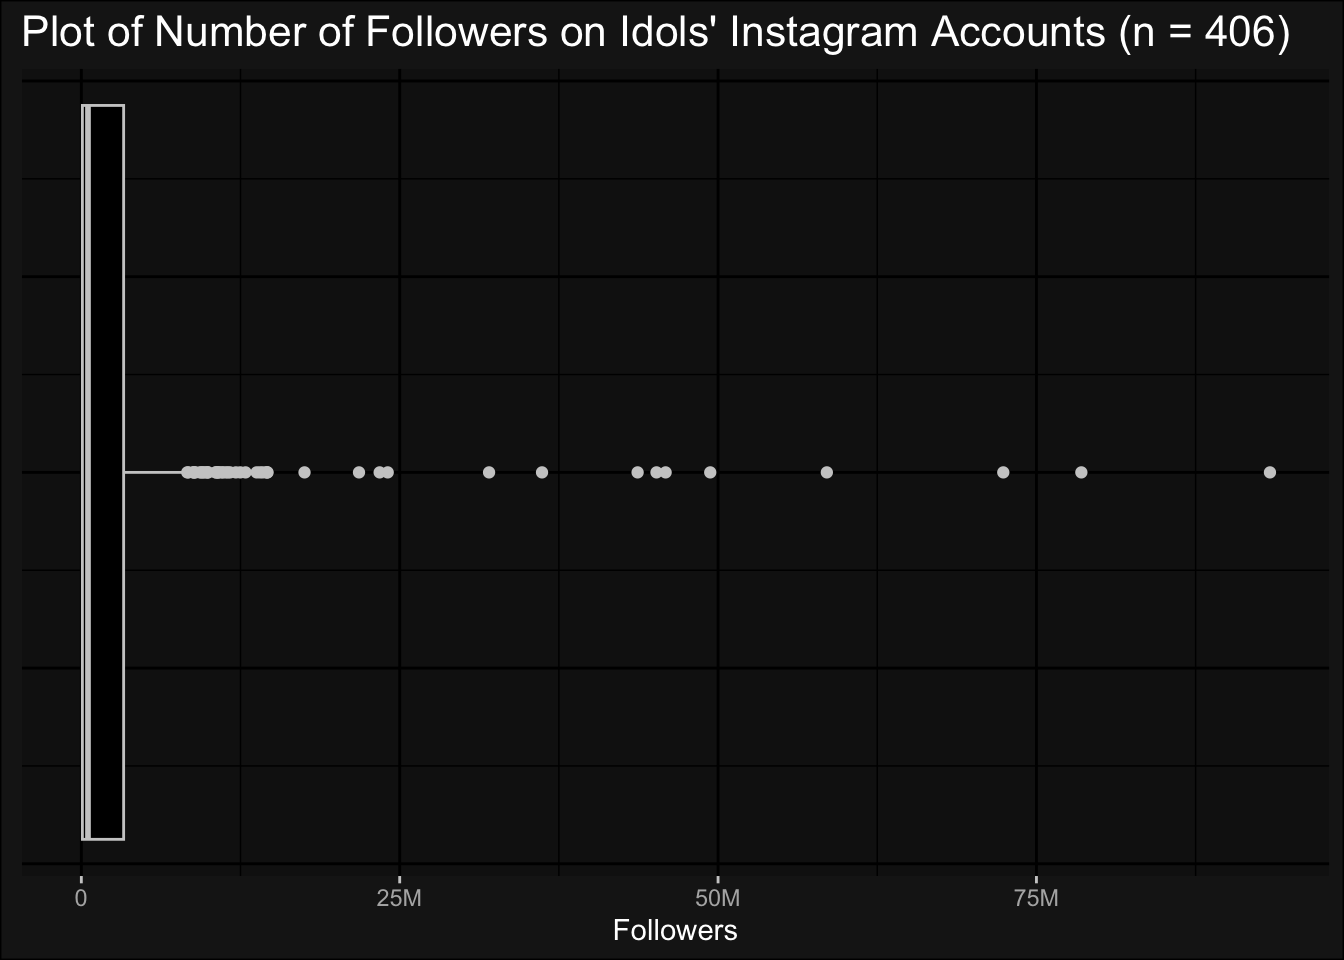 Plot of Number of Followers on Idols' Instagram Accounts (n = 406)
0 25M 50M 75M
Followers